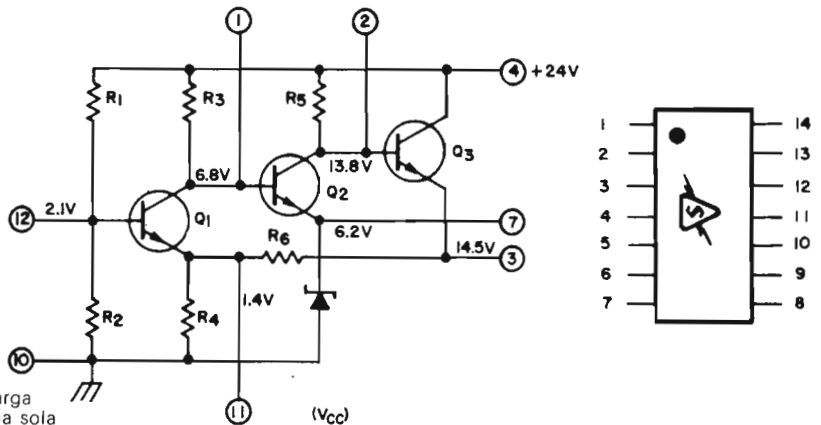 1
2
4 +24V
R1
R3
R5
Q3
13.8V
6.8V
Q2
12
2.1V
Q1
7
6.2V
R6
14.5V
3
1.4V
R2
R4
10
11
(VCC)
arga
a sola
1
2
3
4
5
6
7
14
13
12
11
10
9
8
S